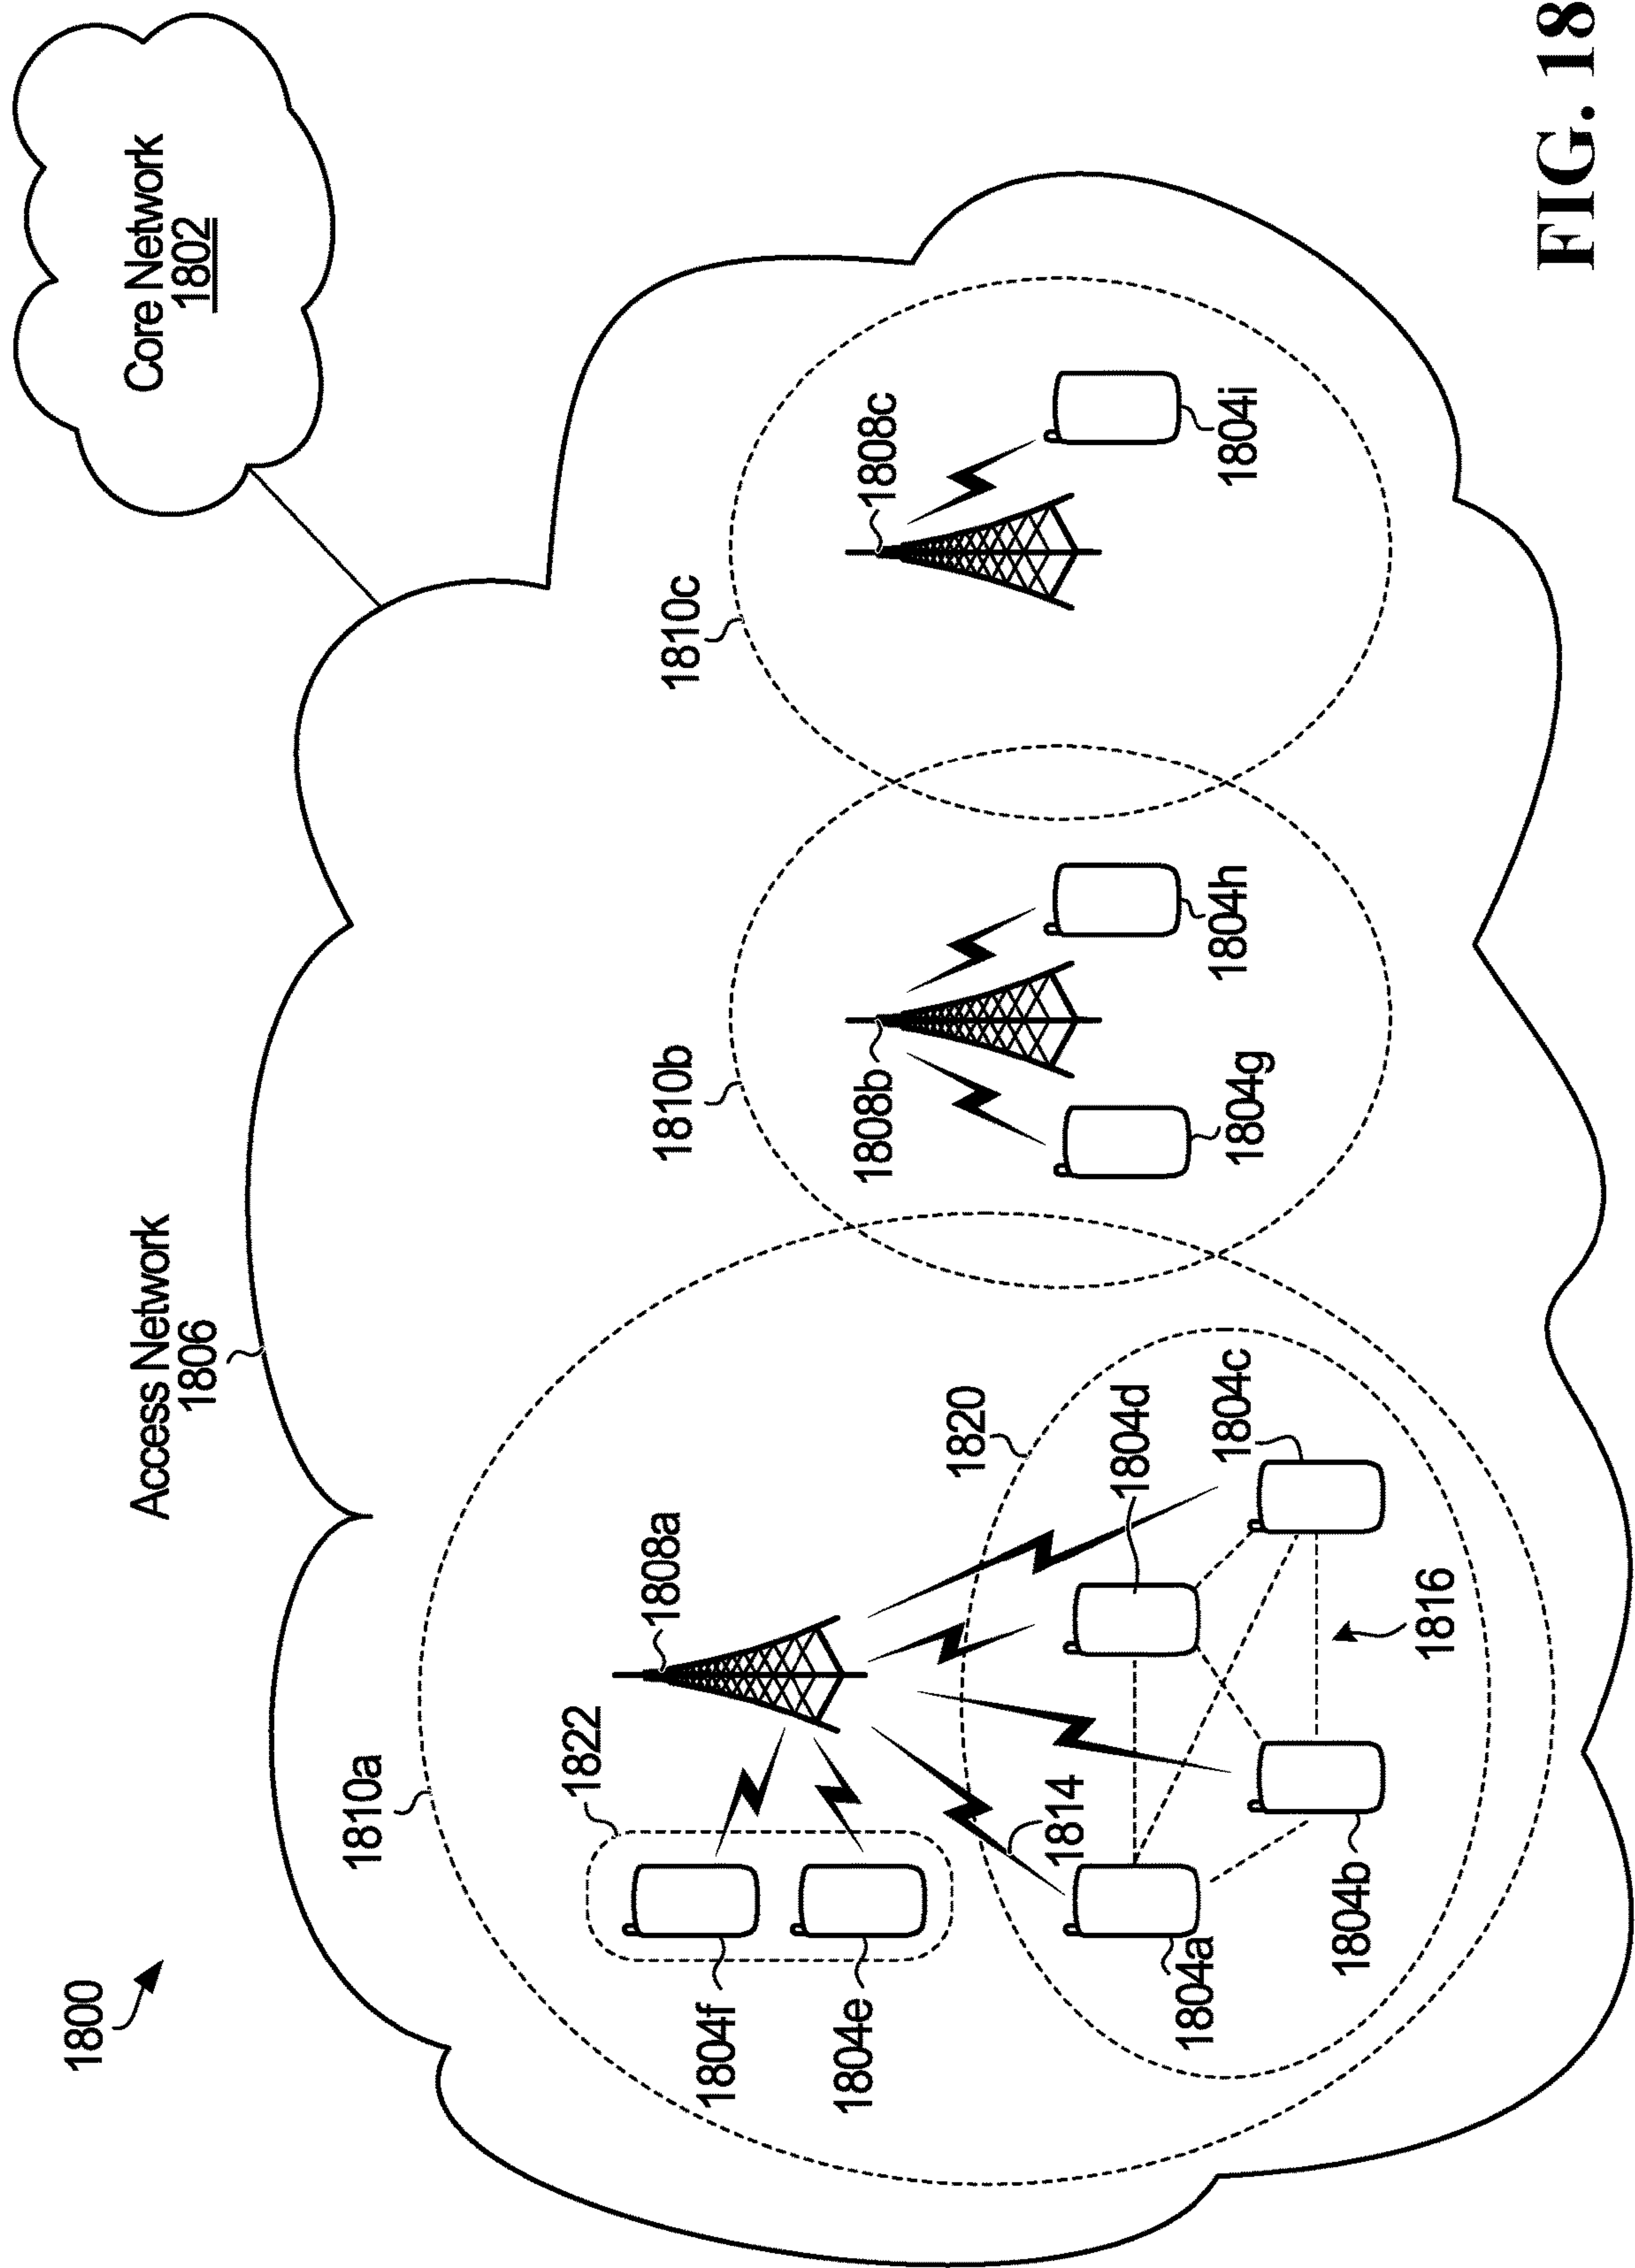 1800
Access Network
1806
Core Network
1802
1810a
1810b
1810c
1808a
1822
1808b
1808c
1804f
1804e
1820
1804d
1804c
1814
1804a
1804b
1816
1804g
1804h
1804i
FIG. 18